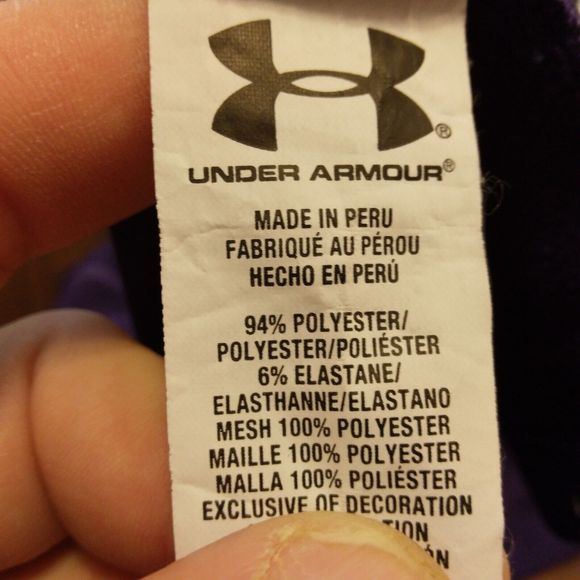 ®
UNDER ARMOUR®
MADE IN PERU
FABRIQUÉ AU PÉROU
HECHO EN PERÚ
94% POLYESTER/
POLYESTER/POLIÉSTER
6% ELASTANE/
ELASTHANNE/ELASTANO
MESH 100% POLYESTER
MAILLE 100% POLYESTER
MALLA 100% POLIÉSTER
EXCLUSIVE OF DECORATION